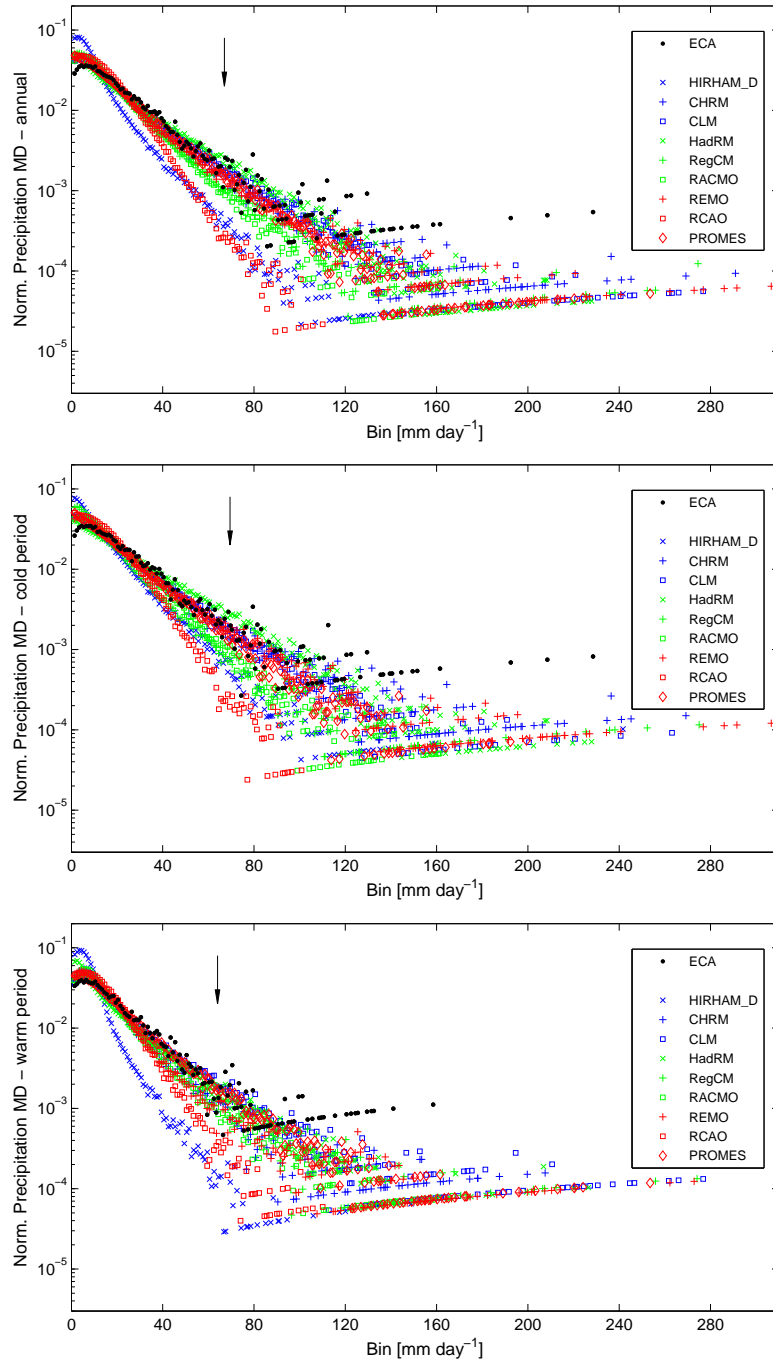 Norm. Precipitation MD − annual
10⁻¹
10⁻²
10⁻³
10⁻⁴
10⁻⁵
ECA
HIRHAM_D
CHRM
CLM
HadRM
RegCM
RACMO
REMO
RCAO
PROMES
0 40 80 120 160 200 240 280
Bin [mm day⁻¹]
Norm. Precipitation MD − cold period
10⁻¹
10⁻²
10⁻³
10⁻⁴
10⁻⁵
ECA
HIRHAM_D
CHRM
CLM
HadRM
RegCM
RACMO
REMO
RCAO
PROMES
0 40 80 120 160 200 240 280
Bin [mm day⁻¹]
Norm. Precipitation MD − warm period
10⁻¹
10⁻²
10⁻³
10⁻⁴
10⁻⁵
ECA
HIRHAM_D
CHRM
CLM
HadRM
RegCM
RACMO
REMO
RCAO
PROMES
0 40 80 120 160 200 240 280
Bin [mm day⁻¹]